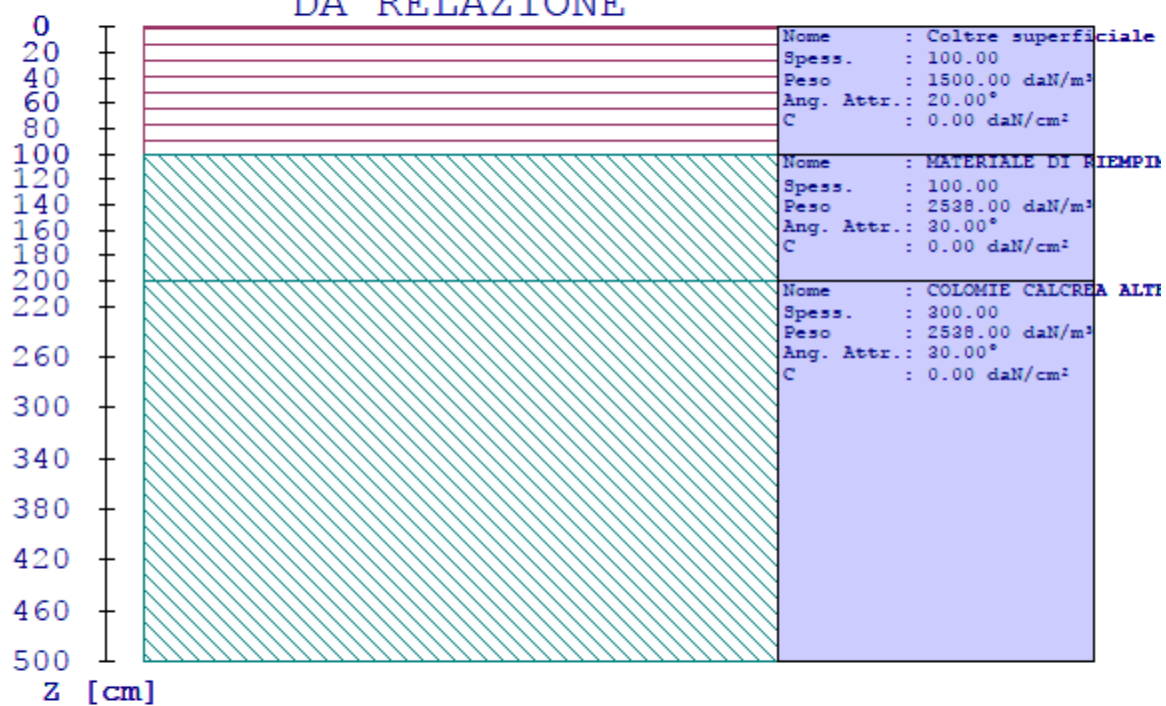 DA RELAZIONE
0
20
40
60
80
100
120
140
160
180
200
220
260
300
340
380
420
460
500
Z [cm]
Nome : Coltre superficiale
Spess. : 100.00
Peso : 1500.00 daN/m³
Ang. Attr.: 20.00°
C : 0.00 daN/cm²
Nome : MATERIALE DI RIEMPIM
Spess. : 100.00
Peso : 2538.00 daN/m³
Ang. Attr.: 30.00°
C : 0.00 daN/cm²
Nome : COLOMIE CALCREA ALTE
Spess. : 300.00
Peso : 2538.00 daN/m³
Ang. Attr.: 30.00°
C : 0.00 daN/cm²